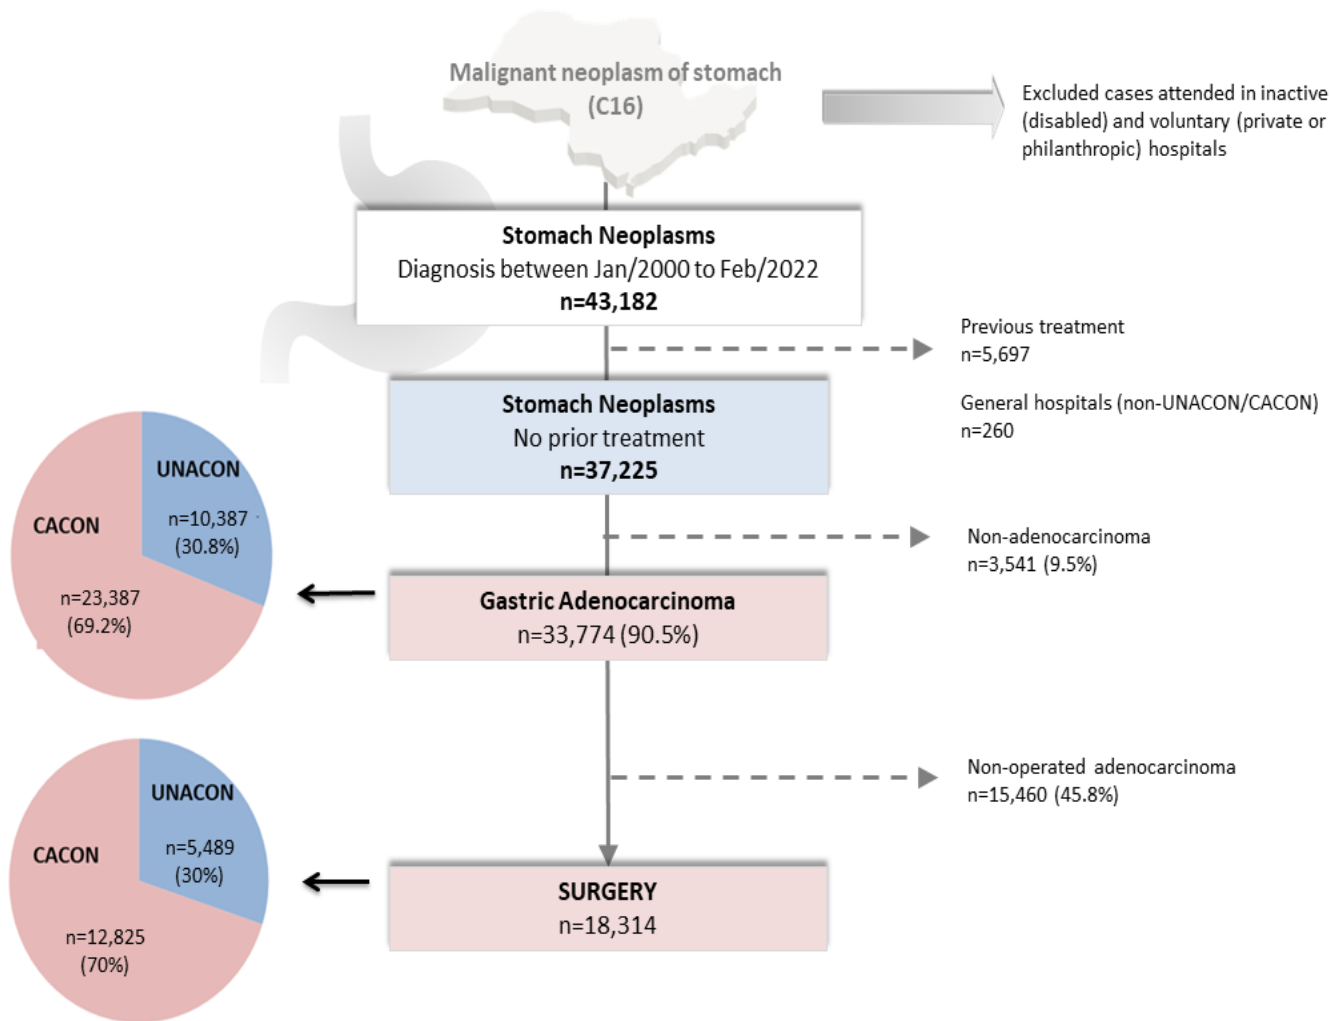 Malignant neoplasm of stomach
(C16)
Excluded cases attended in inactive
(disabled) and voluntary (private or
philanthropic) hospitals
Stomach Neoplasms
Diagnosis between Jan/2000 to Feb/2022
n=43,182
Previous treatment
n=5,697
General hospitals (non-UNACON/CACON)
n=260
Stomach Neoplasms
No prior treatment
n=37,225
Non-adenocarcinoma
n=3,541 (9.5%)
Gastric Adenocarcinoma
n=33,774 (90.5%)
UNACON
n=10,387
(30.8%)
CACON
n=23,387
(69.2%)
Non-operated adenocarcinoma
n=15,460 (45.8%)
SURGERY
n=18,314
UNACON
n=5,489
(30%)
CACON
n=12,825
(70%)